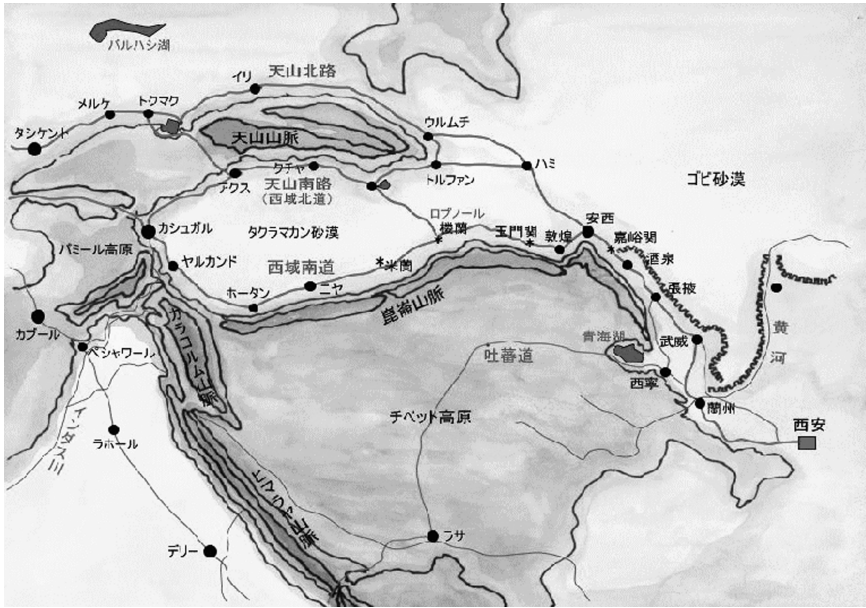 バルハシ湖
イリ
天山北路
メルケ
トクマク
タシケント
天山山脈
ウルムチ
クチャ
アクス
天山南路
(西域北道)
トルファン
ハミ
ゴビ砂漠
カシュガル
タクラマカン砂漠
ロプノール
機蘭
玉門関
敦煌
安西
嘉峪関
酒泉
パミール高原
ヤルカンド
西域南道
米蘭
ホータン
ニヤ
崑崙山脈
張掖
カブール
ペシャワール
カラコルム山脈
吐蕃道
青海湖
武威
黄河
西寧
蘭州
西安
インダス川
ラホール
チベット高原
ヒマラヤ山脈
デリー
ラサ